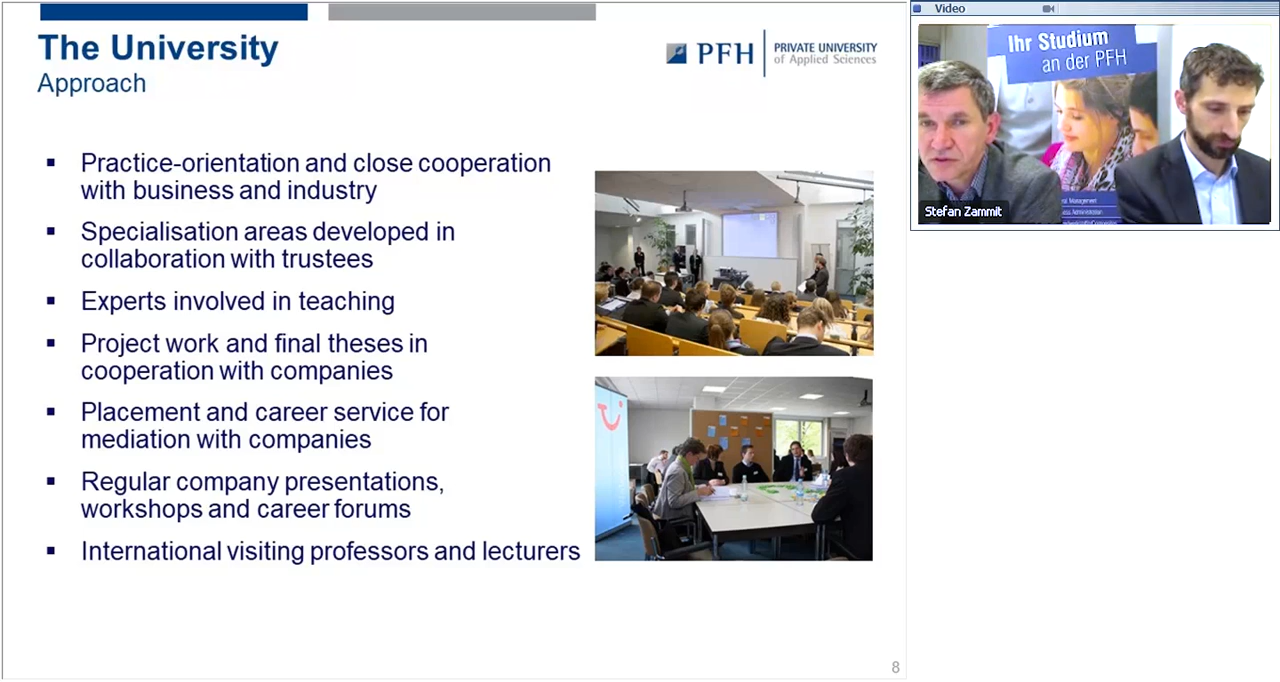 The University
Approach
PFH
PRIVATE UNIVERSITY
of Applied Sciences
Practice-orientation and close cooperation
with business and industry
Specialisation areas developed in
collaboration with trustees
Experts involved in teaching
Project work and final theses in
cooperation with companies
Placement and career service for
mediation with companies
Regular company presentations,
workshops and career forums
International visiting professors and lecturers
8
Video
Ihr Studium
an der PFH
Stefan Zammit
Management
Administration